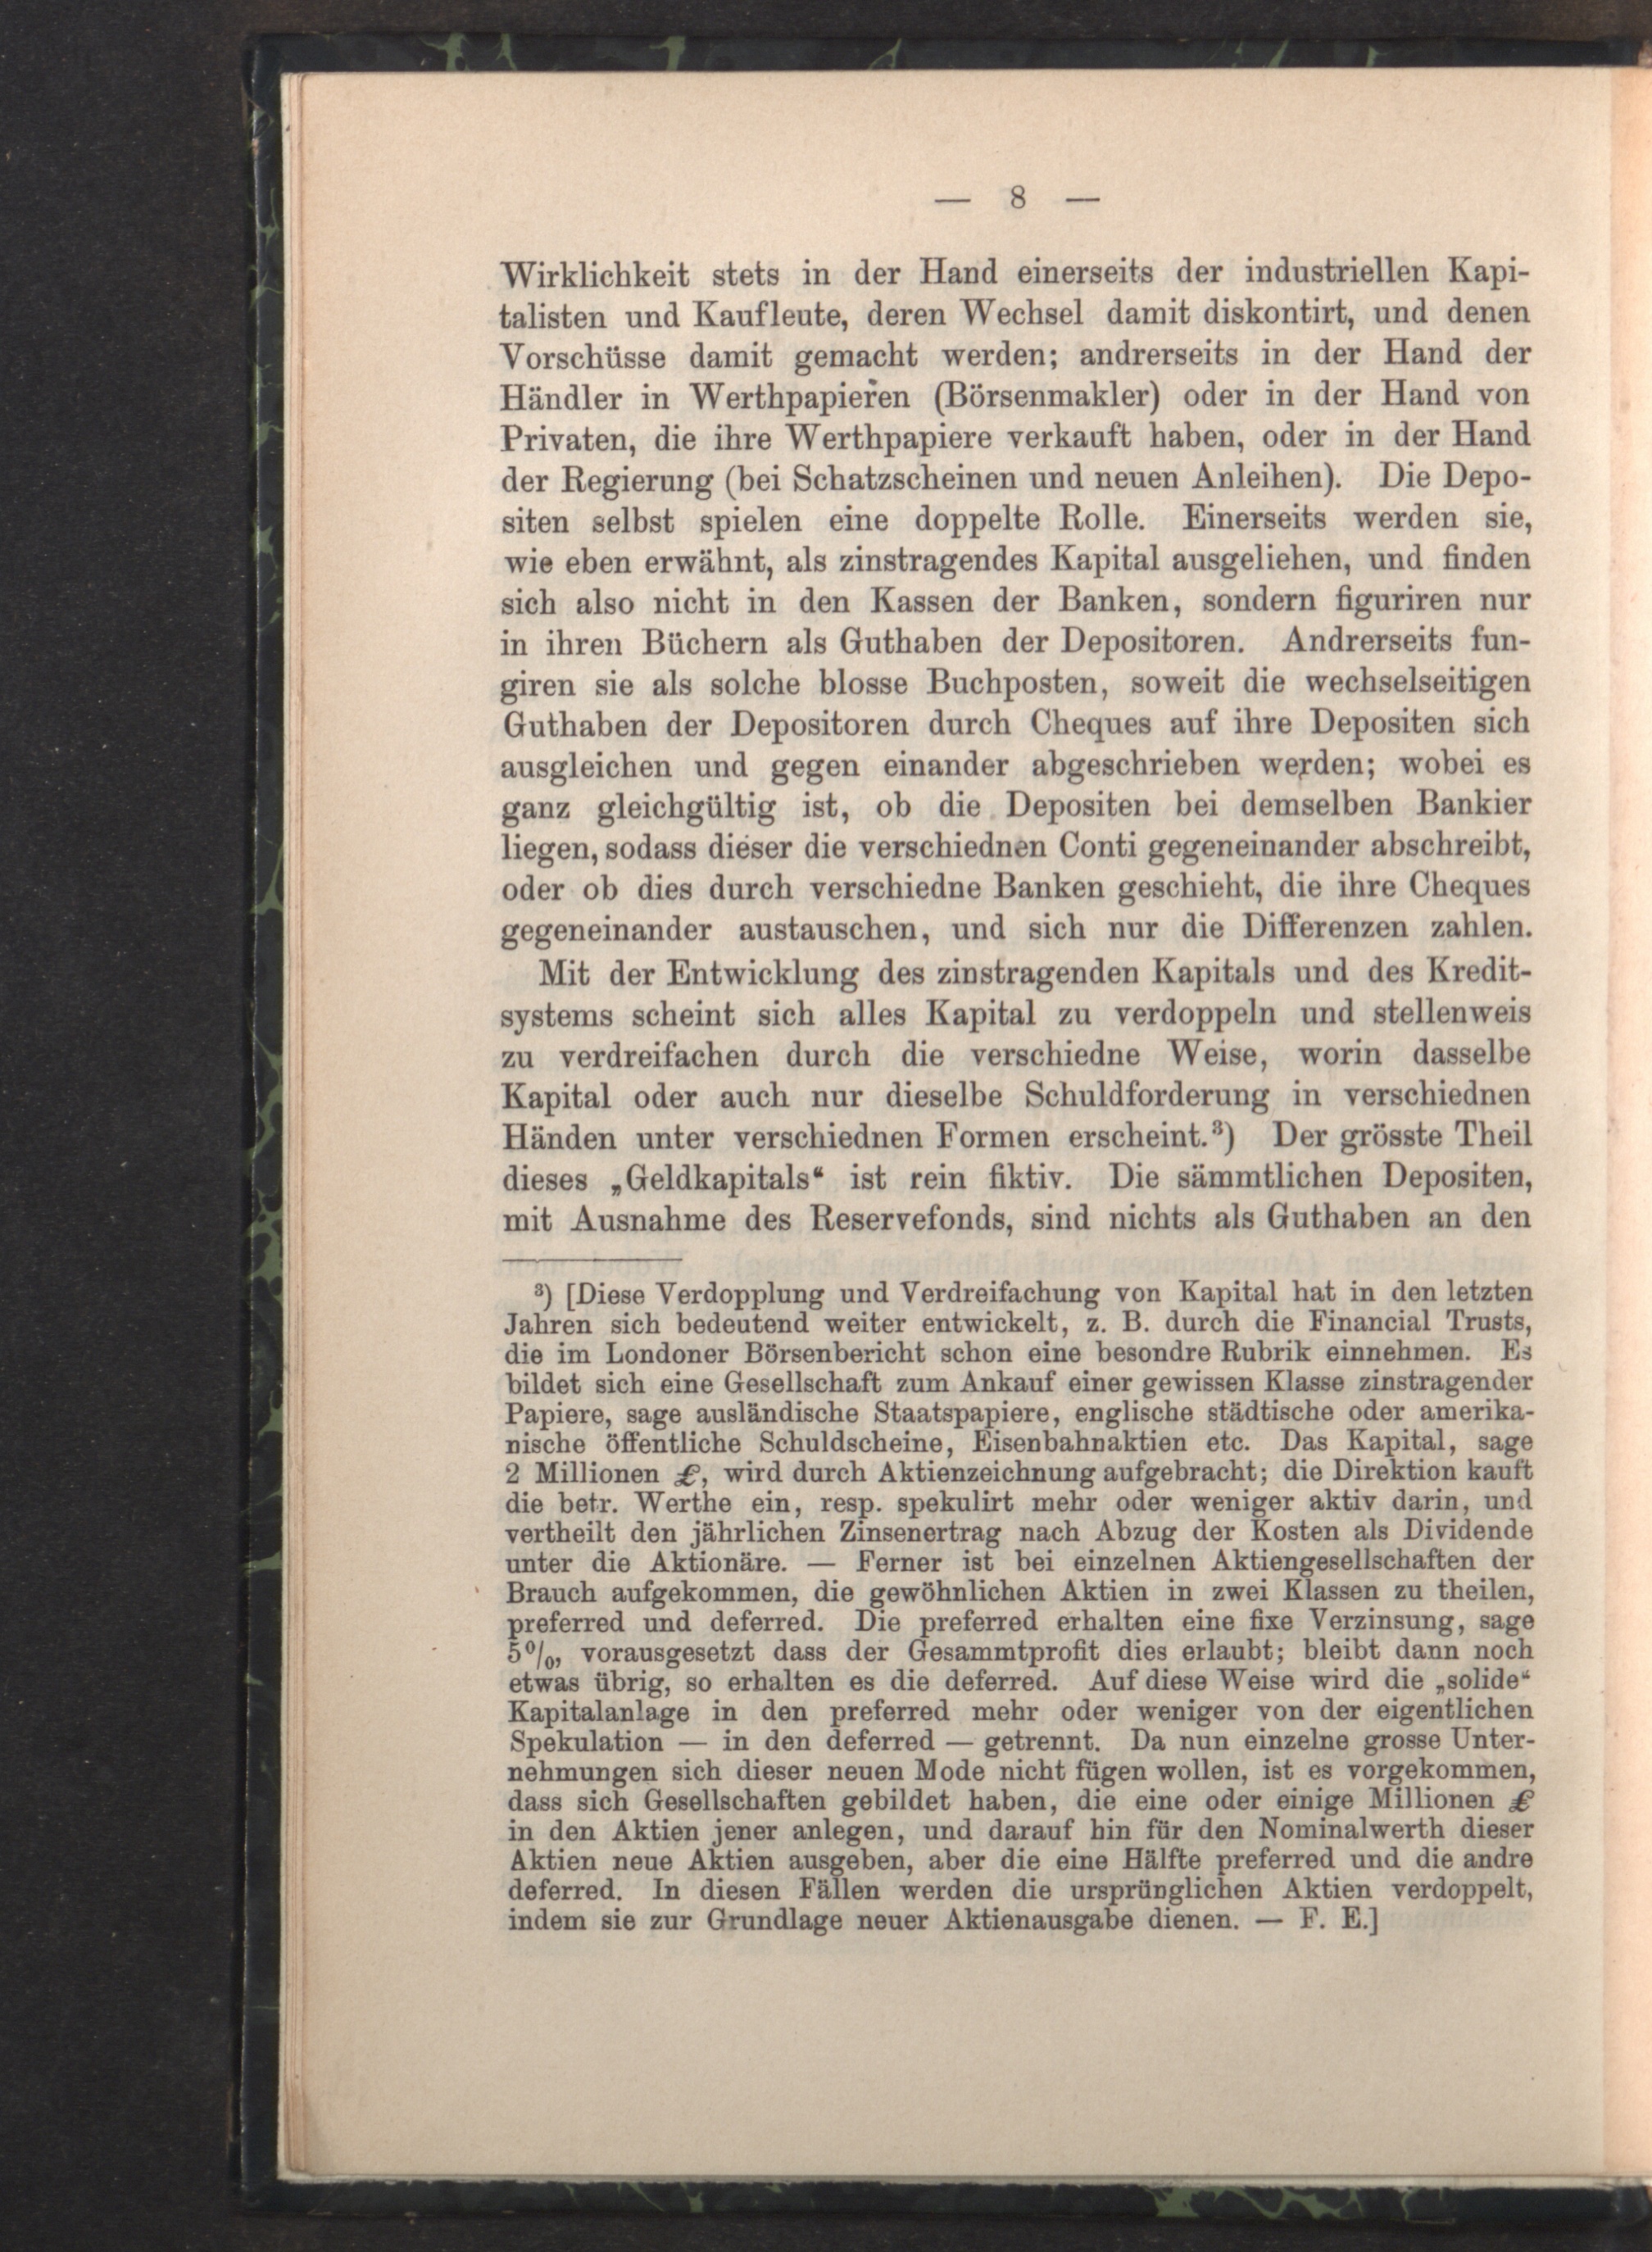 — 8 —
Wirklichkeit stets in der Hand einerseits der industriellen Kapi-
talisten und Kaufleute, deren Wechsel damit diskontirt, und denen
Vorschüsse damit gemacht werden; andrerseits in der Hand der
Händler in Werthpapieren (Börsenmakler) oder in der Hand von
Privaten, die ihre Werthpapiere verkauft haben, oder in der Hand
der Regierung (bei Schatzscheinen und neuen Anleihen). Die Depo-
siten selbst spielen eine doppelte Rolle. Einerseits werden sie,
wie eben erwähnt, als zinstragendes Kapital ausgeliehen, und finden
sich also nicht in den Kassen der Banken, sondern figuriren nur
in ihren Büchern als Guthaben der Depositoren. Andrerseits fun-
giren sie als solche blosse Buchposten, soweit die wechselseitigen
Guthaben der Depositoren durch Cheques auf ihre Depositen sich
ausgleichen und gegen einander abgeschrieben werden; wobei es
ganz gleichgültig ist, ob die Depositen bei demselben Bankier
liegen, sodass dieser die verschiednen Conti gegeneinander abschreibt,
oder ob dies durch verschiedne Banken geschieht, die ihre Cheques
gegeneinander austauschen, und sich nur die Differenzen zahlen.
Mit der Entwicklung des zinstragenden Kapitals und des Kredit-
systems scheint sich alles Kapital zu verdoppeln und stellenweis
zu verdreifachen durch die verschiedne Weise, worin dasselbe
Kapital oder auch nur dieselbe Schuldforderung in verschiednen
Händen unter verschiednen Formen erscheint.³) Der grösste Theil
dieses „Geldkapitals“ ist rein fiktiv. Die sämmtlichen Depositen,
mit Ausnahme des Reservefonds, sind nichts als Guthaben an den
³) [Diese Verdopplung und Verdreifachung von Kapital hat in den letzten
Jahren sich bedeutend weiter entwickelt, z. B. durch die Financial Trusts,
die im Londoner Börsenbericht schon eine besondre Rubrik einnehmen. Es
bildet sich eine Gesellschaft zum Ankauf einer gewissen Klasse zinstragender
Papiere, sage ausländische Staatspapiere, englische städtische oder amerika-
nische öffentliche Schuldscheine, Eisenbahnaktien etc. Das Kapital, sage
2 Millionen £, wird durch Aktienzeichnung aufgebracht; die Direktion kauft
die betr. Werthe ein, resp. spekulirt mehr oder weniger aktiv darin, und
vertheilt den jährlichen Zinsenertrag nach Abzug der Kosten als Dividende
unter die Aktionäre. — Ferner ist bei einzelnen Aktiengesellschaften der
Brauch aufgekommen, die gewöhnlichen Aktien in zwei Klassen zu theilen,
preferred und deferred. Die preferred erhalten eine fixe Verzinsung, sage
5%, vorausgesetzt dass der Gesammtprofit dies erlaubt; bleibt dann noch
etwas übrig, so erhalten es die deferred. Auf diese Weise wird die „solide“
Kapitalanlage in den preferred mehr oder weniger von der eigentlichen
Spekulation — in den deferred — getrennt. Da nun einzelne grosse Unter-
nehmungen sich dieser neuen Mode nicht fügen wollen, ist es vorgekommen,
dass sich Gesellschaften gebildet haben, die eine oder einige Millionen £
in den Aktien jener anlegen, und darauf hin für den Nominalwerth dieser
Aktien neue Aktien ausgeben, aber die eine Hälfte preferred und die andre
deferred. In diesen Fällen werden die ursprünglichen Aktien verdoppelt,
indem sie zur Grundlage neuer Aktienausgabe dienen. — F. E.]